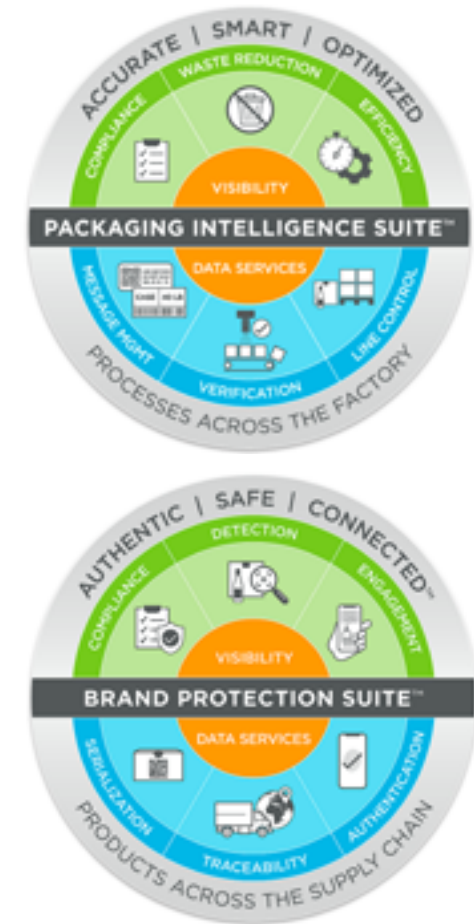 ACCURATE | SMART | OPTIMIZED
COMPLIANCE
WASTE REDUCTION
EFFICIENCY
VISIBILITY
PACKAGING INTELLIGENCE SUITE™
DATA SERVICES
MESSAGE MGMT
VERIFICATION
LINE CONTROL
PROCESSES ACROSS THE FACTORY
AUTHENTIC | SAFE | CONNECTED™
COMPLIANCE
DETECTION
ENGAGEMENT
VISIBILITY
BRAND PROTECTION SUITE™
DATA SERVICES
SERIALIZATION
TRACEABILITY
AUTHENTICATION
PRODUCTS ACROSS THE SUPPLY CHAIN